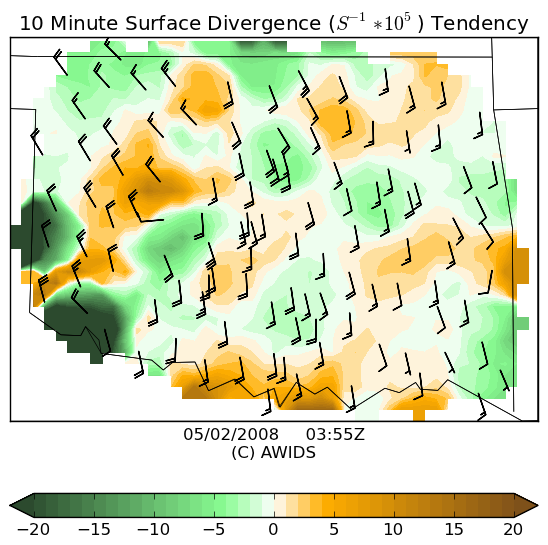 10 Minute Surface Divergence (S⁻¹ *10⁵ ) Tendency
05/02/2008 03:55Z
(C) AWIDS
−20 −15 −10 −5 0 5 10 15 20